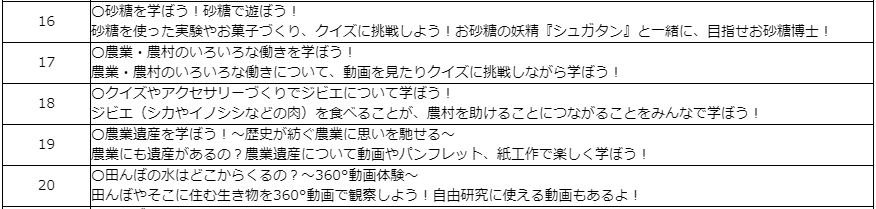 16
〇砂糖を学ぼう!砂糖で遊ぼう!
砂糖を使った実験やお菓子づくり、クイズに挑戦しよう!お砂糖の妖精『シュガタン』と一緒に、目指せお砂糖博士!
17
〇農業・農村のいろいろな働きを学ぼう!
農業・農村のいろいろな働きについて、動画を見たりクイズに挑戦しながら学ぼう!
18
〇クイズやアクセサリーづくりでジビエについて学ぼう!
ジビエ(シカやイノシシなどの肉)を食べることが、農村を助けることにつながることをみんなで学ぼう!
19
〇農業遺産を学ぼう!~歴史が紡ぐ農業に思いを馳せる~
農業にも遺産があるの?農業遺産について動画やパンフレット、紙工作で楽しく学ぼう!
20
〇田んぼの水はどこからくるの?~360°動画体験~
田んぼやそこに住む生き物を360°動画で観察しよう!自由研究に使える動画もあるよ!